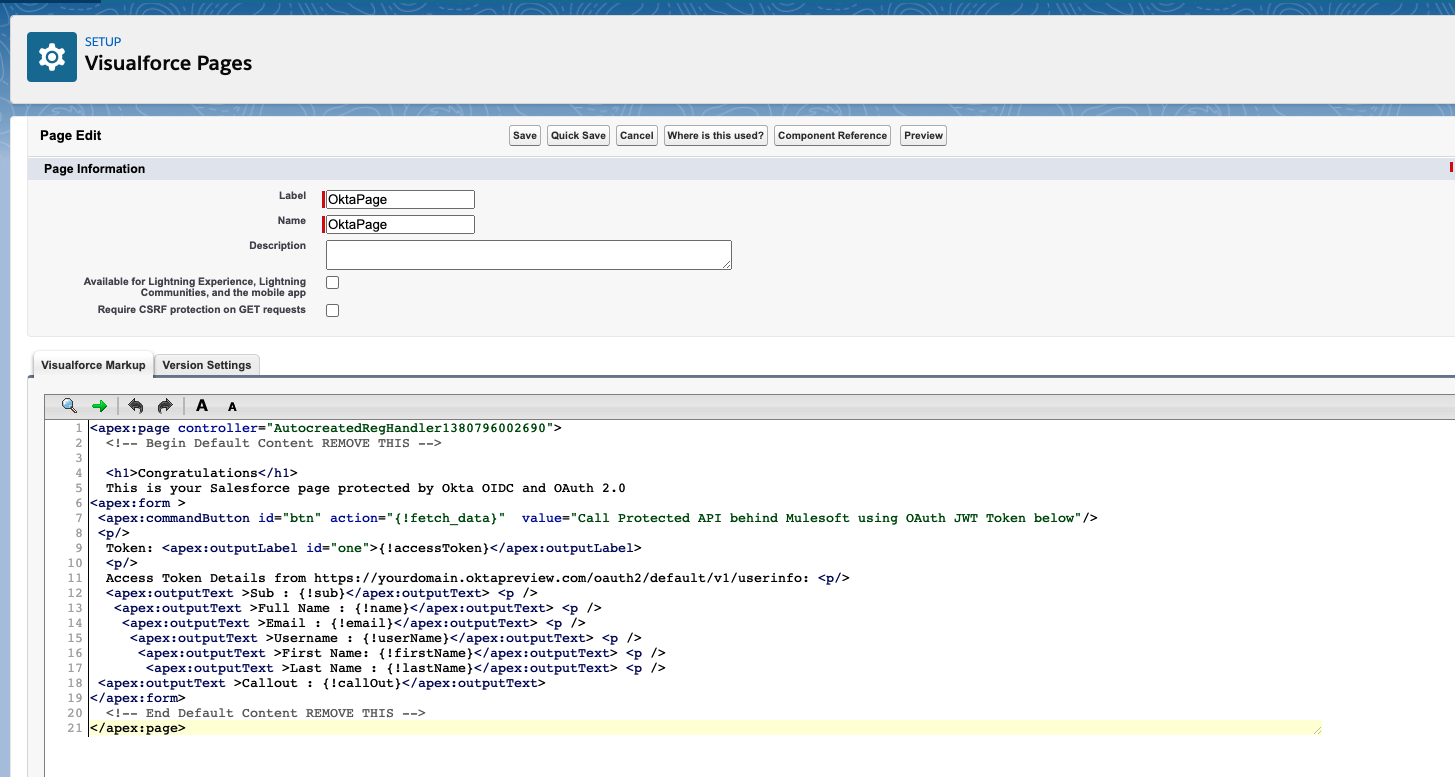 SETUP
Visualforce Pages
Page Edit
Save Quick Save Cancel Where is this used? Component Reference Preview
Page Information
Label OktaPage
Name OktaPage
Description
Available for Lightning Experience, Lightning
Communities, and the mobile app
Require CSRF protection on GET requests
Visualforce Markup Version Settings
A A
1 <apex:page controller="AutocreatedRegHandler1380796002690">
2   <!-- Begin Default Content REMOVE THIS -->
3
4   <h1>Congratulations</h1>
5   This is your Salesforce page protected by Okta OIDC and OAuth 2.0
6 <apex:form >
7  <apex:commandButton id="btn" action="{!fetch_data}"  value="Call Protected API behind Mulesoft using OAuth JWT Token below"/>
8  <p/>
9   Token: <apex:outputLabel id="one">{!accessToken}</apex:outputLabel>
10   <p/>
11   Access Token Details from https://yourdomain.oktapreview.com/oauth2/default/v1/userinfo: <p/>
12   <apex:outputText >Sub : {!sub}</apex:outputText> <p />
13    <apex:outputText >Full Name : {!name}</apex:outputText> <p />
14     <apex:outputText >Email : {!email}</apex:outputText> <p />
15      <apex:outputText >Username : {!userName}</apex:outputText> <p />
16       <apex:outputText >First Name: {!firstName}</apex:outputText> <p />
17        <apex:outputText >Last Name : {!lastName}</apex:outputText> <p />
18  <apex:outputText >Callout : {!callOut}</apex:outputText>
19 </apex:form>
20   <!-- End Default Content REMOVE THIS -->
21 </apex:page>